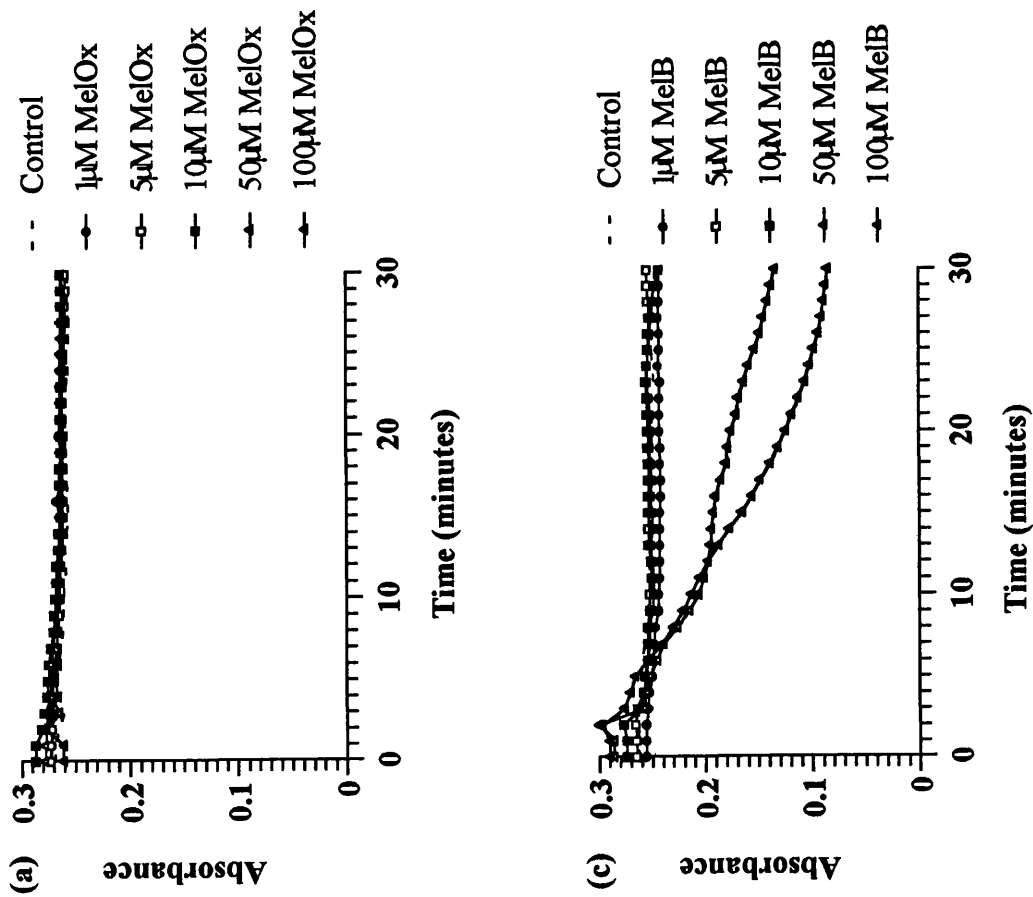 (a)
Absorbance
0.3
0.2
0.1
0
0
10
20
30
Time (minutes)
Control
1µM MelOx
5µM MelOx
10µM MelOx
50µM MelOx
100µM MelOx
(c)
Absorbance
0.3
0.2
0.1
0
0
10
20
30
Time (minutes)
Control
1µM MelB
5µM MelB
10µM MelB
50µM MelB
100µM MelB